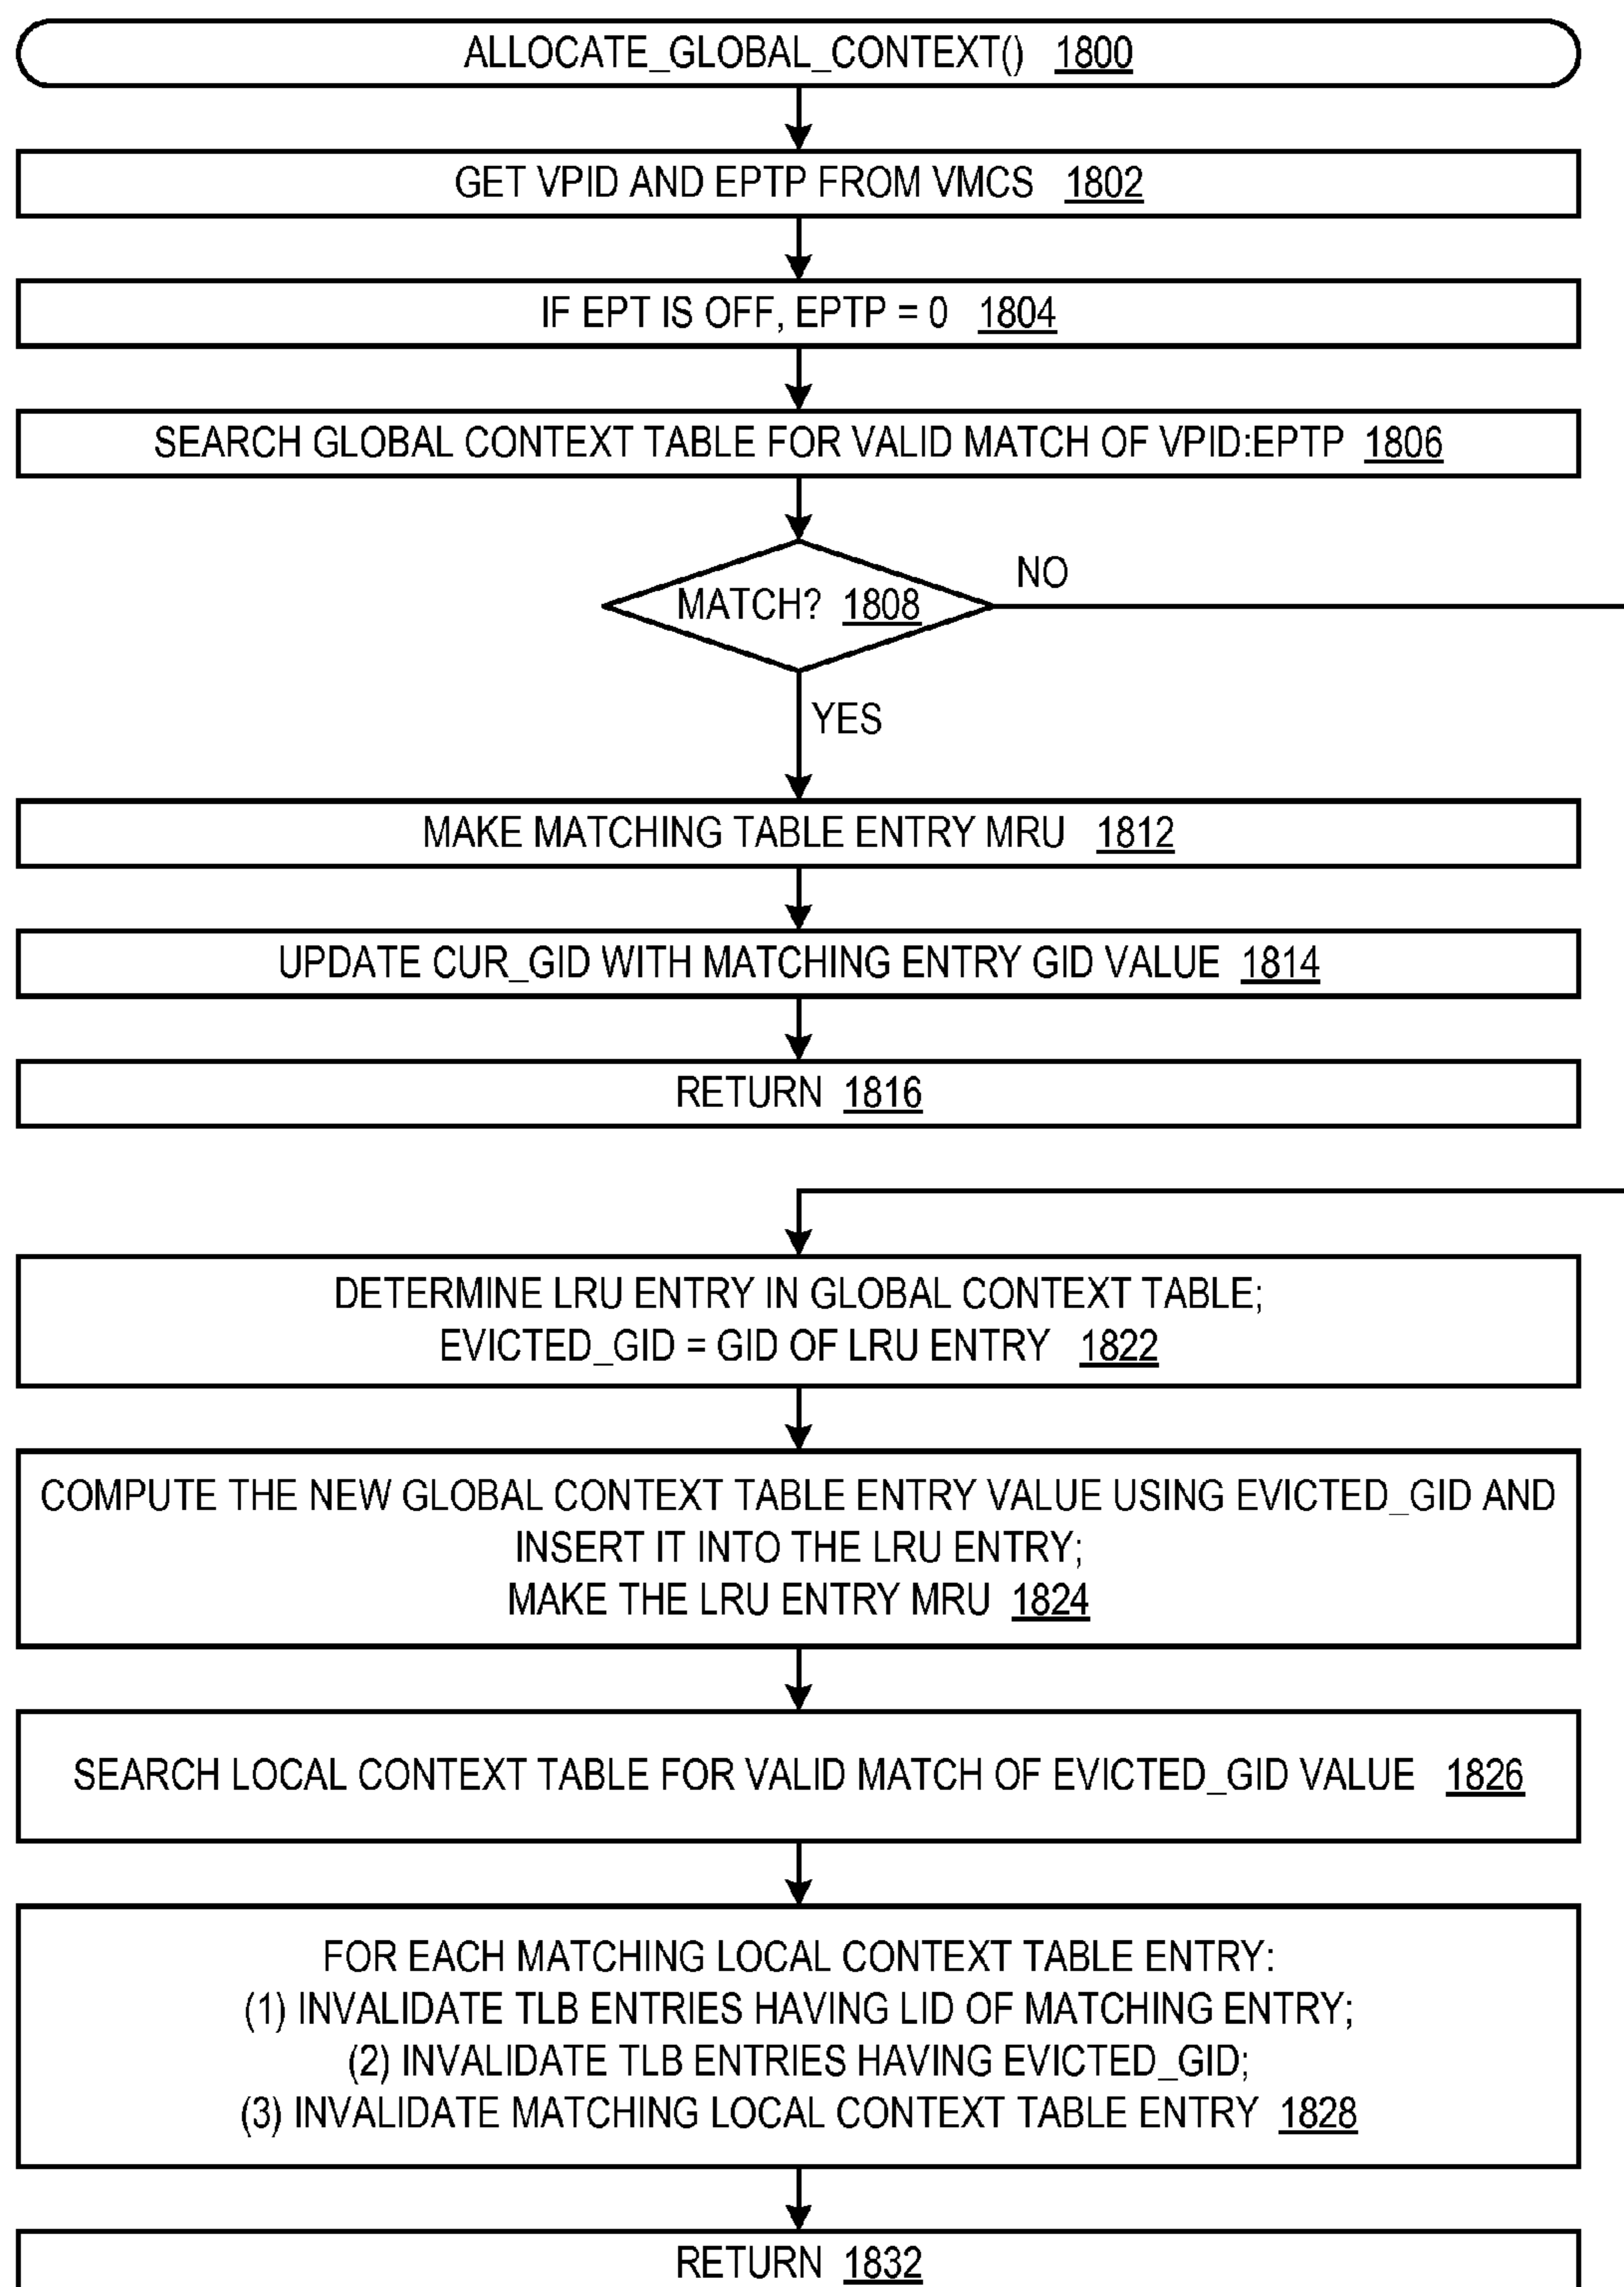 ALLOCATE_GLOBAL_CONTEXT() 1800
GET VPID AND EPTP FROM VMCS 1802
IF EPT IS OFF, EPTP = 0 1804
SEARCH GLOBAL CONTEXT TABLE FOR VALID MATCH OF VPID:EPTP 1806
NO
MATCH? 1808
YES
MAKE MATCHING TABLE ENTRY MRU 1812
UPDATE CUR_GID WITH MATCHING ENTRY GID VALUE 1814
RETURN 1816
DETERMINE LRU ENTRY IN GLOBAL CONTEXT TABLE;
EVICTED_GID = GID OF LRU ENTRY 1822
COMPUTE THE NEW GLOBAL CONTEXT TABLE ENTRY VALUE USING EVICTED_GID AND
INSERT IT INTO THE LRU ENTRY;
MAKE THE LRU ENTRY MRU 1824
SEARCH LOCAL CONTEXT TABLE FOR VALID MATCH OF EVICTED_GID VALUE 1826
FOR EACH MATCHING LOCAL CONTEXT TABLE ENTRY:
(1) INVALIDATE TLB ENTRIES HAVING LID OF MATCHING ENTRY;
(2) INVALIDATE TLB ENTRIES HAVING EVICTED_GID;
(3) INVALIDATE MATCHING LOCAL CONTEXT TABLE ENTRY 1828
RETURN 1832